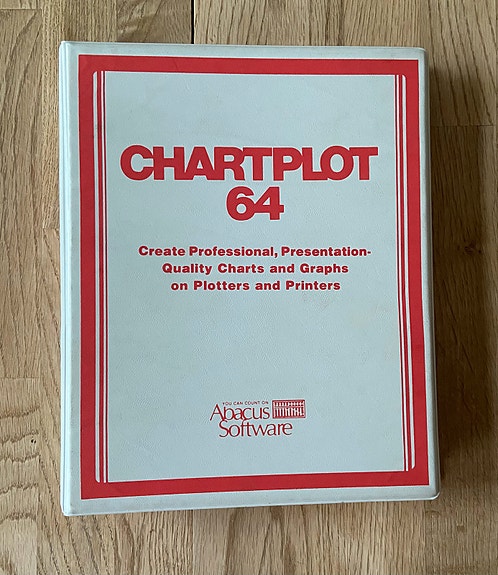 CHARTPLOT
64
Create Professional, Presentation-
Quality Charts and Graphs
on Plotters and Printers
YOU CAN COUNT ON
Abacus
Software